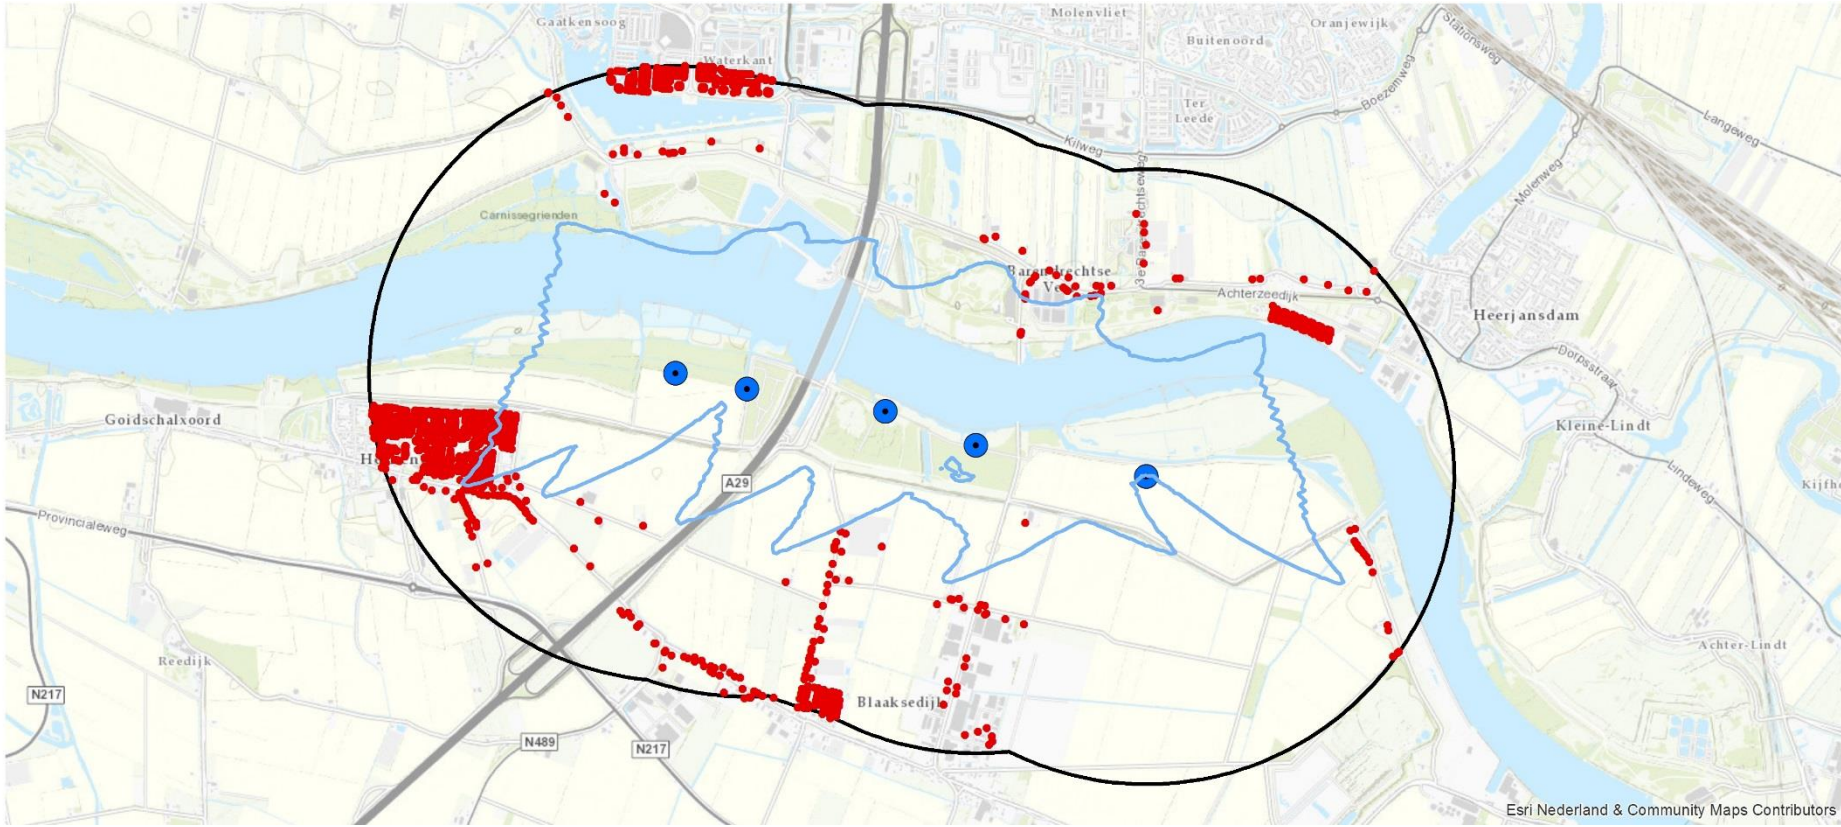 Gaatkensoog
Molenvliet
Oranjewijk
Stationsweg
Buitenoord
Waterkant
Boezemweg
Langeweg
Ter
Leede
Kilweg
Molenweg
Carnissegrienden
Barendrechtse
Achterzeedijk
Heerjansdam
Dorpsstraat
Goidschalxoord
Kleine-Lindt
A29
Lindeweg
Provincialeweg
Achter-Lindt
Reedijk
N217
Blaaksedijk
N489
N217
Esri Nederland & Community Maps Contributors